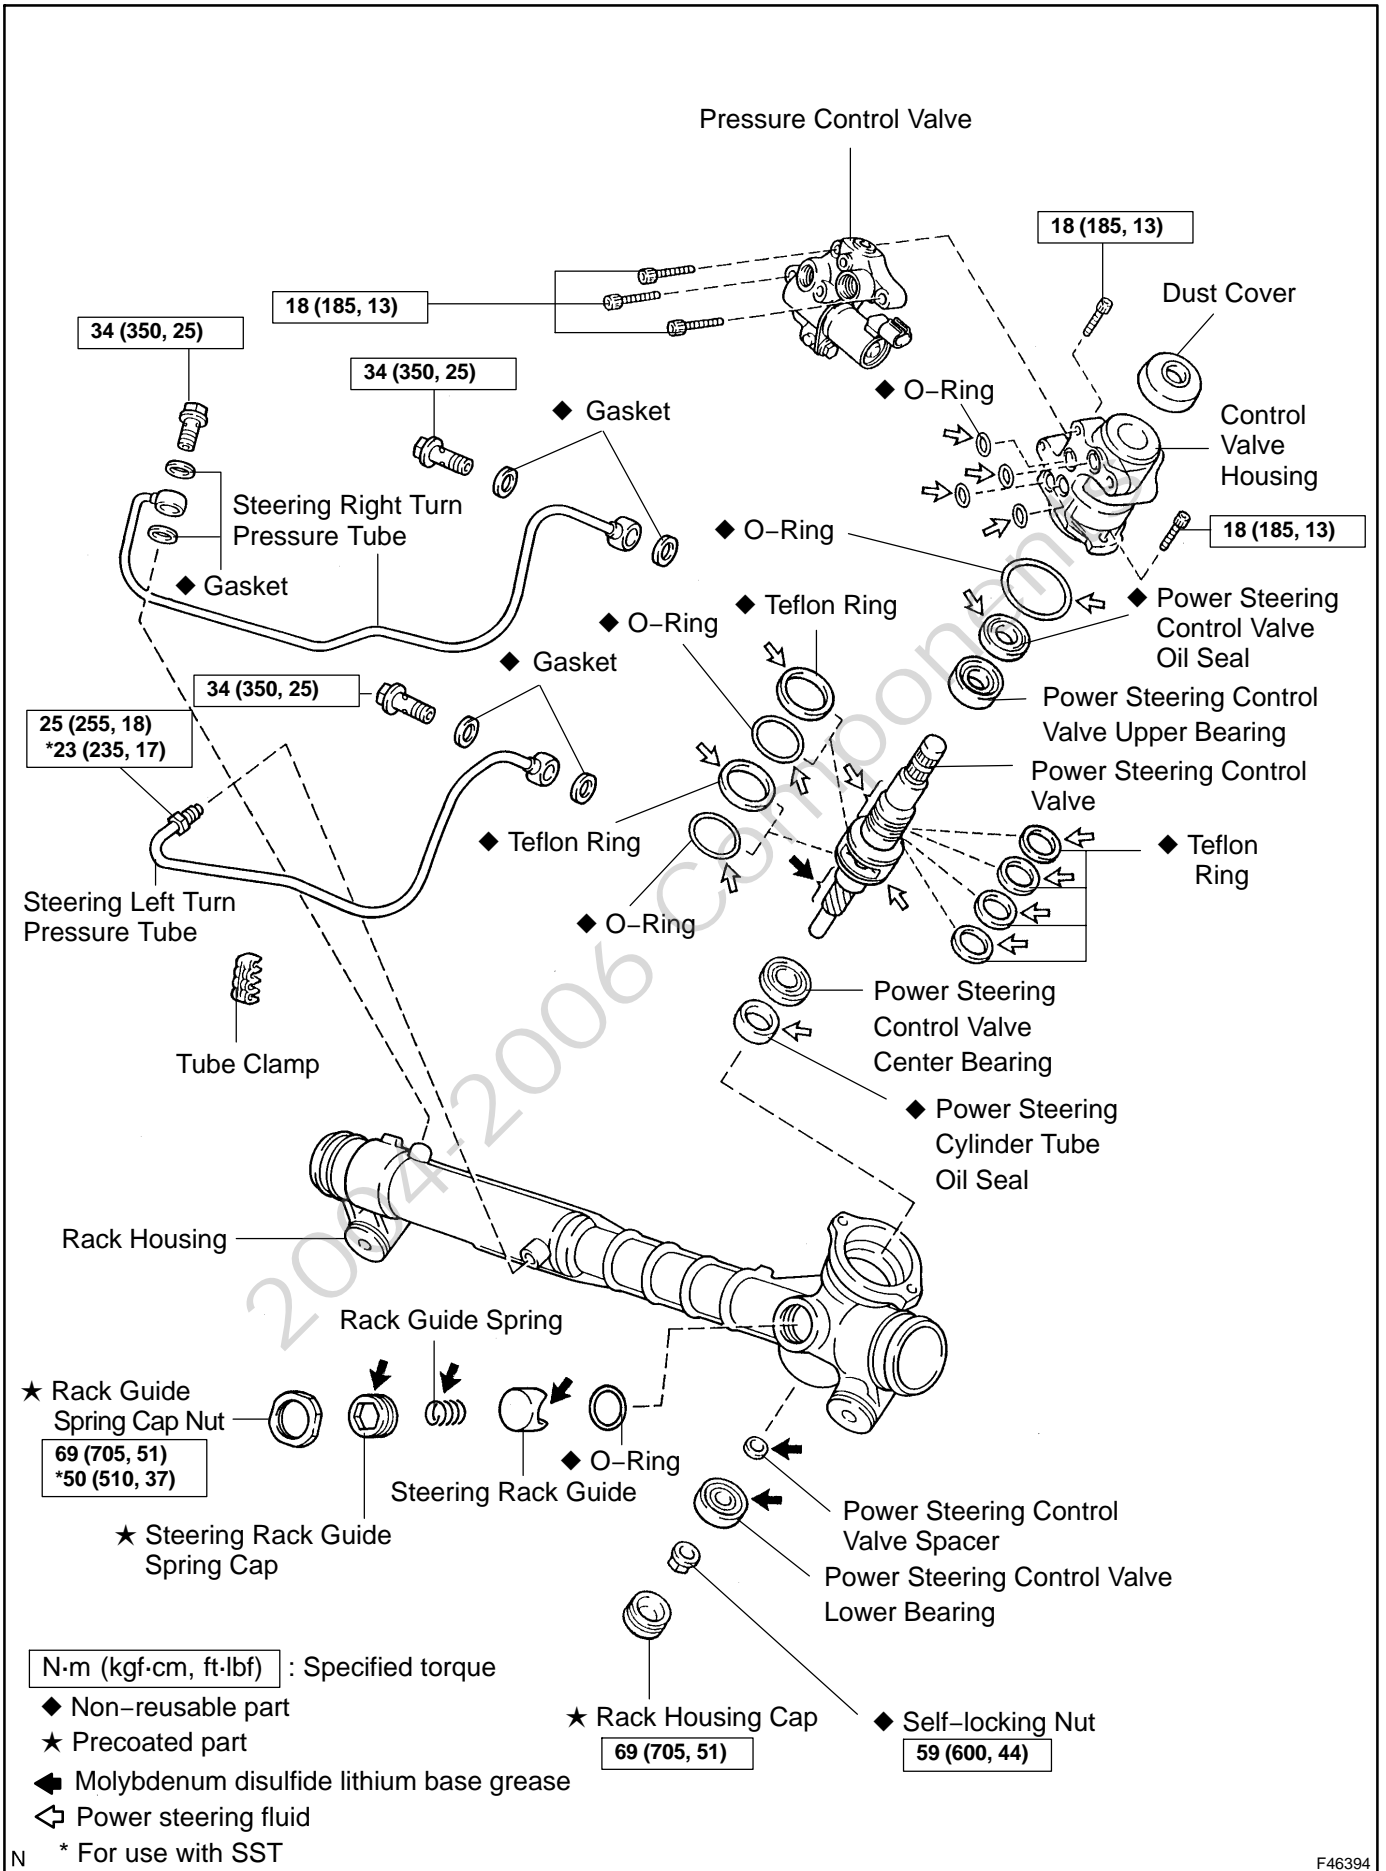 Pressure Control Valve
18 (185, 13)
Dust Cover
18 (185, 13)
34 (350, 25)
34 (350, 25)
◆ O−Ring
◆ Gasket
Control
Valve
Housing
Steering Right Turn
Pressure Tube
◆ O−Ring
18 (185, 13)
◆ Gasket
◆ Teflon Ring
◆ Power Steering
Control Valve
Oil Seal
◆ O−Ring
◆ Gasket
34 (350, 25)
Power Steering Control
Valve Upper Bearing
25 (255, 18)
*23 (235, 17)
Power Steering Control
Valve
◆ Teflon Ring
◆ Teflon
Ring
Steering Left Turn
Pressure Tube
◆ O−Ring
Power Steering
Control Valve
Center Bearing
Tube Clamp
◆ Power Steering
Cylinder Tube
Oil Seal
Rack Housing
2004-2006 Components
Rack Guide Spring
★ Rack Guide
Spring Cap Nut
69 (705, 51)
*50 (510, 37)
◆ O−Ring
Steering Rack Guide
★ Steering Rack Guide
Spring Cap
Power Steering Control
Valve Spacer
Power Steering Control Valve
Lower Bearing
N·m (kgf·cm, ft·lbf) : Specified torque
◆ Non−reusable part
★ Precoated part
Molybdenum disulfide lithium base grease
Power steering fluid
* For use with SST
★ Rack Housing Cap
69 (705, 51)
◆ Self−locking Nut
59 (600, 44)
N
F46394